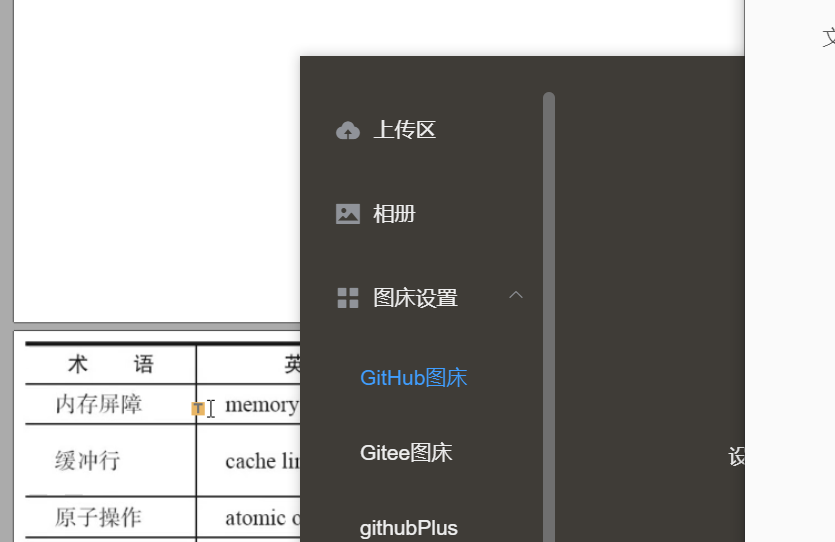 文
上传区
相册
图床设置
GitHub图床
Gitee图床
设
githubPlus
术 语 英
内存屏障 memory
缓冲行 cache lin
原子操作 atomic o